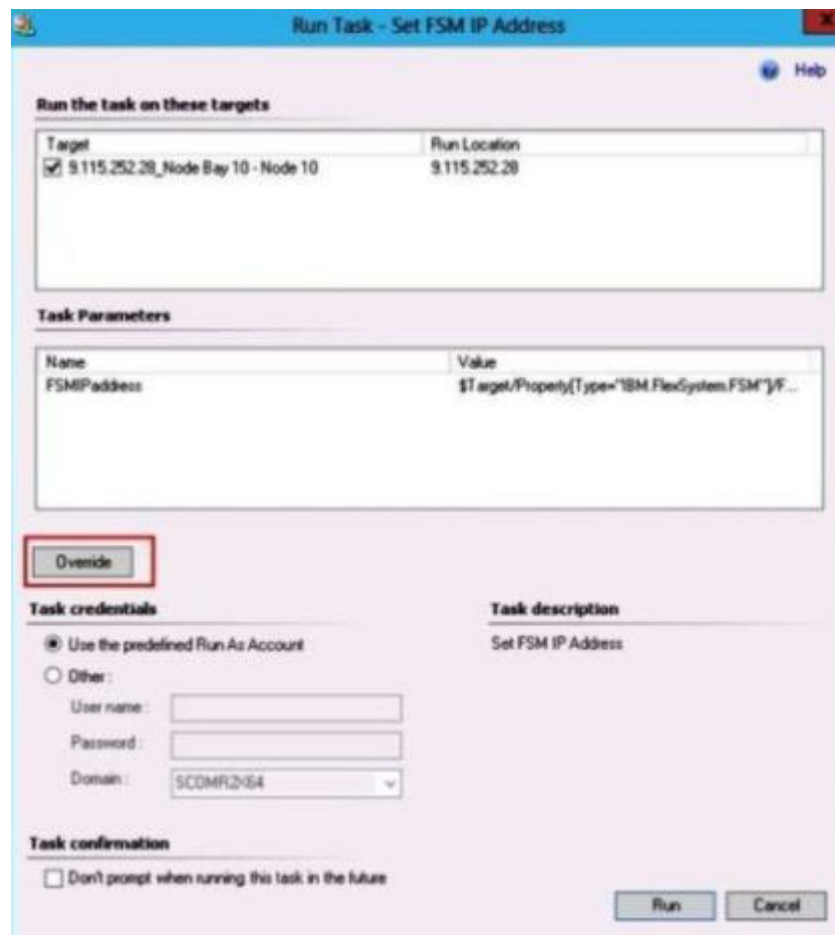 Run Task - Set FSM IP Address
Help
Run the task on these targets
Target Run Location
9.115.252.28_Node Bay 10 - Node 10 9.115.252.28
Task Parameters
Name Value
FSMIPaddress $Target/Property[Type="IBM.FlexSystem.FSM"]/F...
Override
Task credentials Task description
Use the predefined Run As Account Set FSM IP Address
Other :
User name :
Password :
Domain : SCOMR2X64
Task confirmation
Don't prompt when running this task in the future
Run Cancel